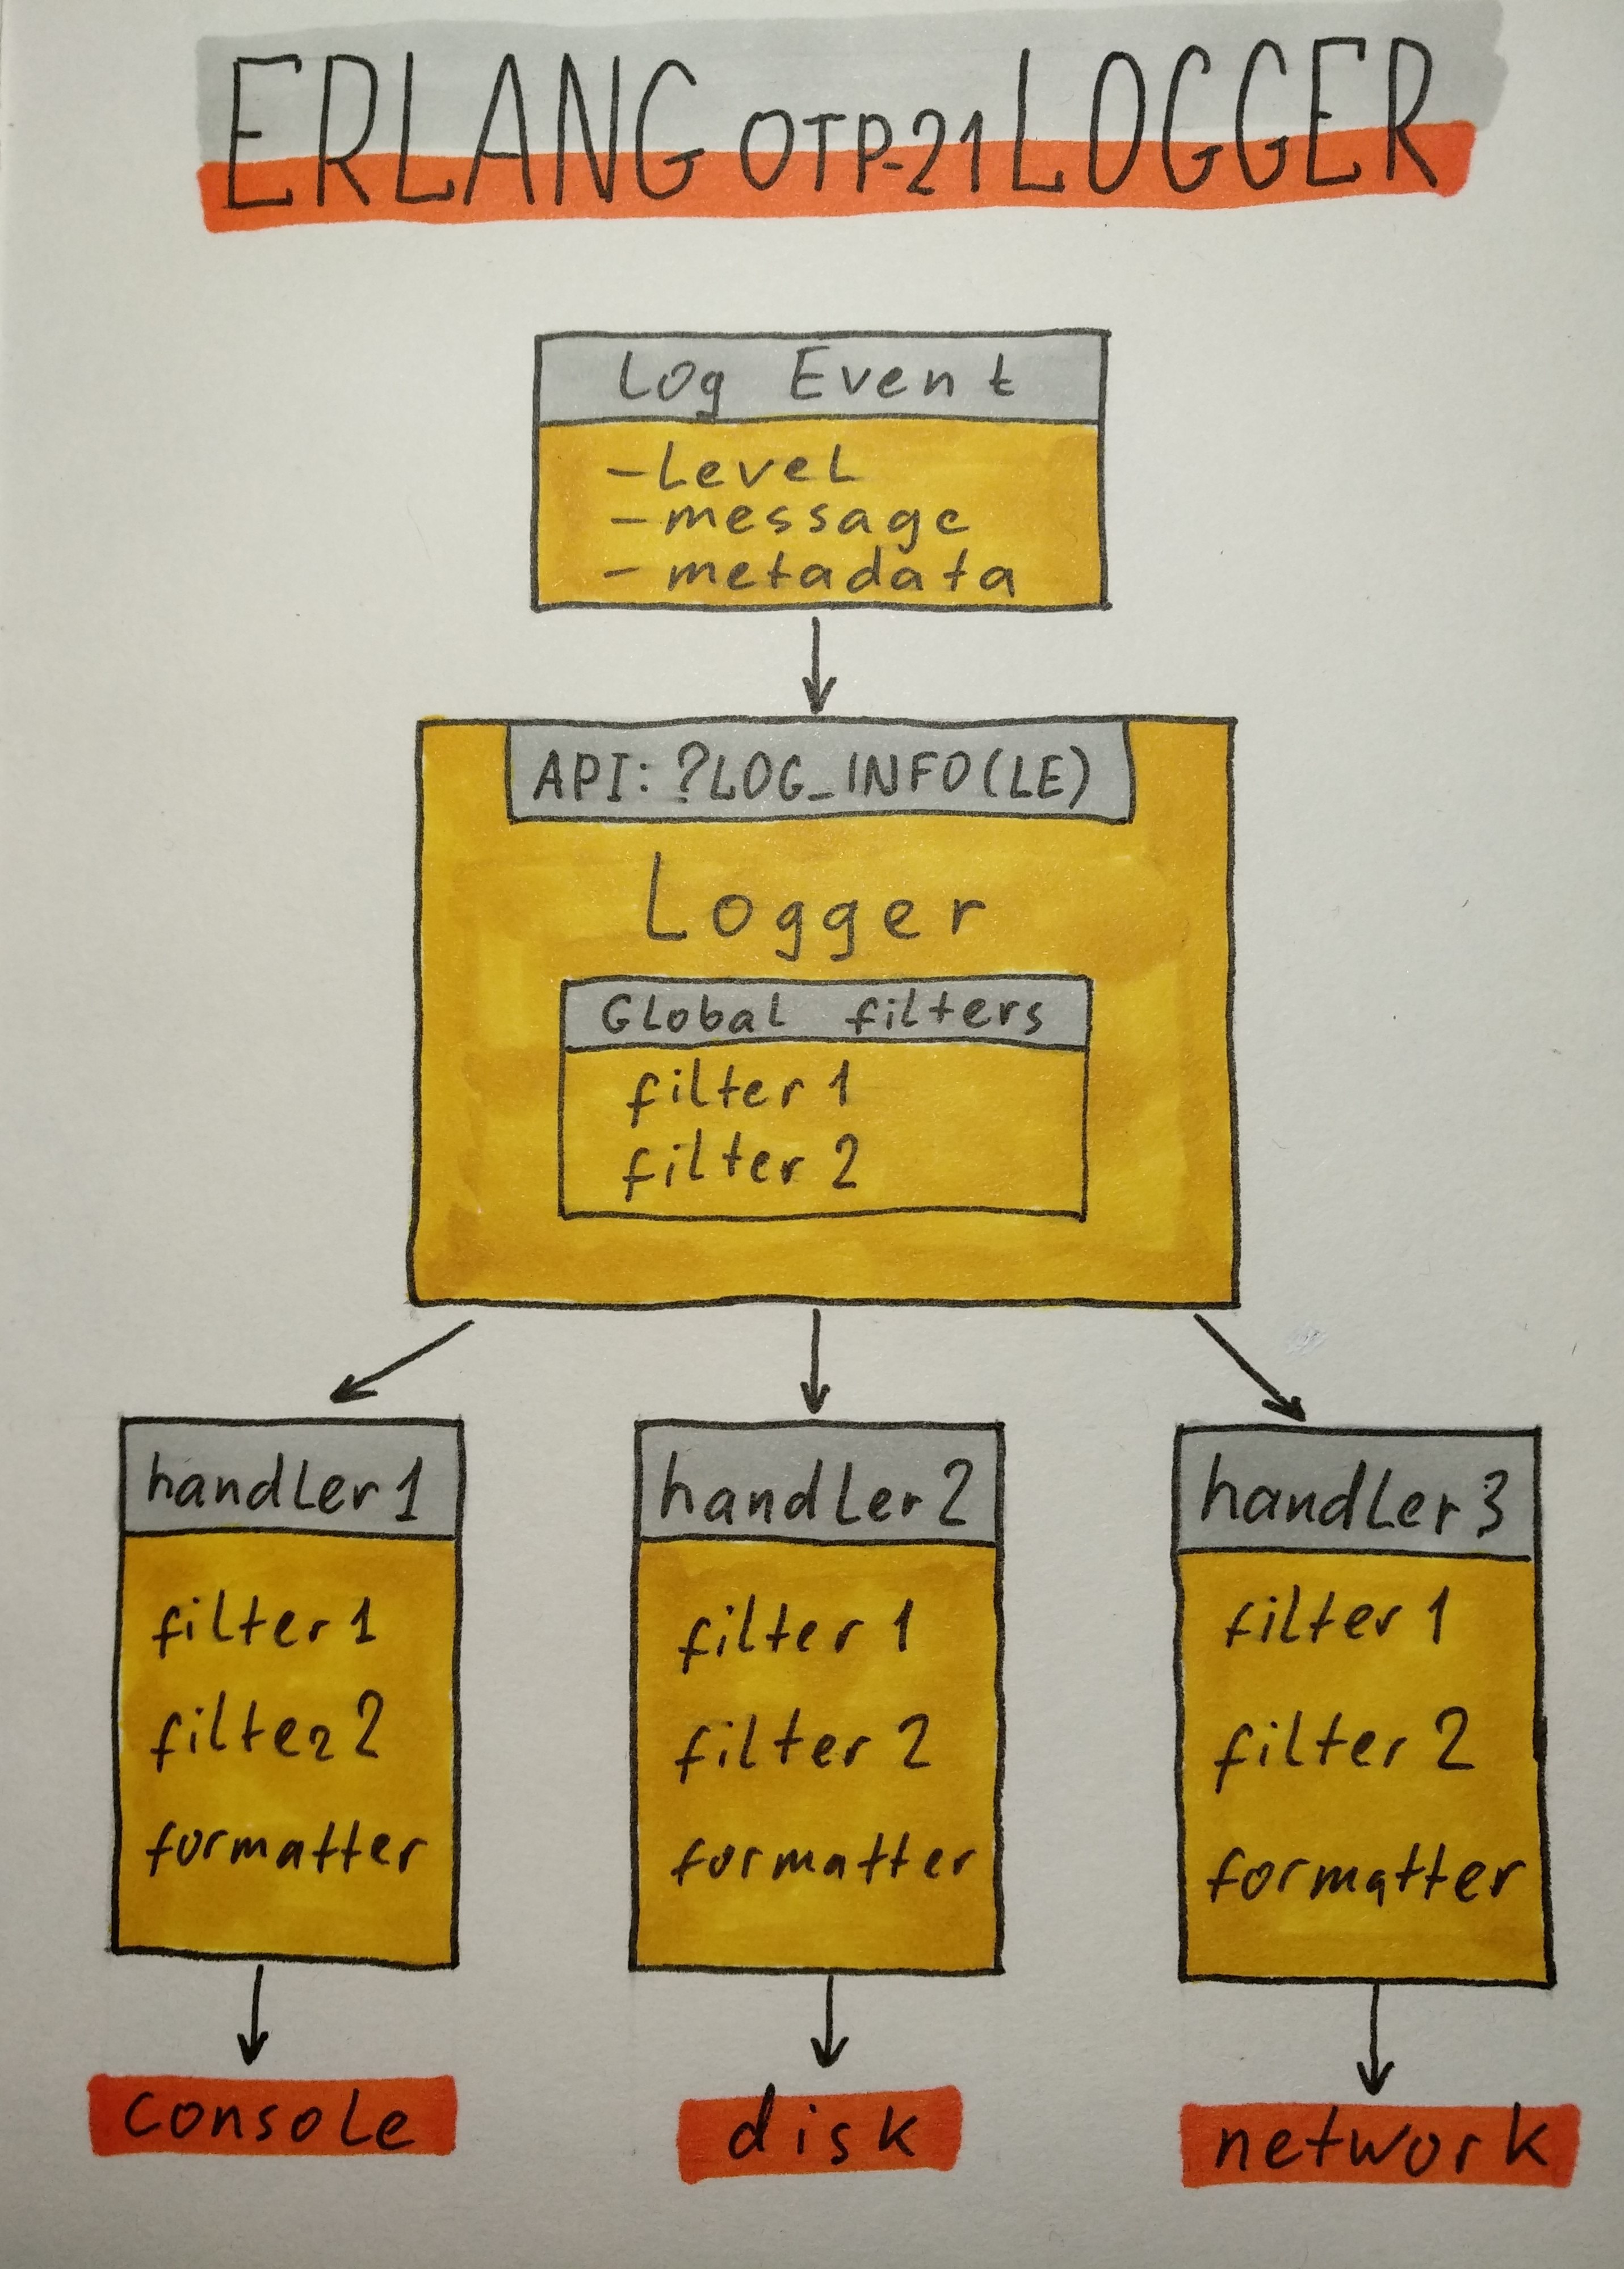 ERLANG OTP-21 LOGGER
Log Event
- Level
- message
- metadata
API: ?LOG_INFO(LE)
Logger
Global filters
filter 1
filter 2
handler 1
filter 1
filter 2
formatter
console
handler 2
filter 1
filter 2
formatter
disk
handler 3
filter 1
filter 2
formatter
network